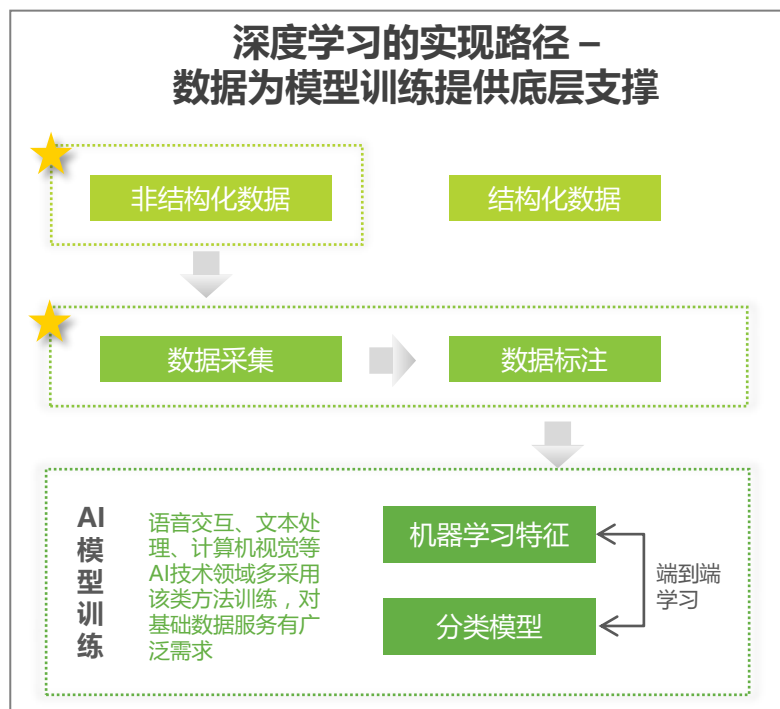 深度学习的实现路径 –
数据为模型训练提供底层支撑
非结构化数据
结构化数据
数据采集
数据标注
AI
模
型
训
练
语音交互、文本处
理、计算机视觉等
AI技术领域多采用
该类方法训练，对
基础数据服务有广
泛需求
机器学习特征
分类模型
端到端
学习